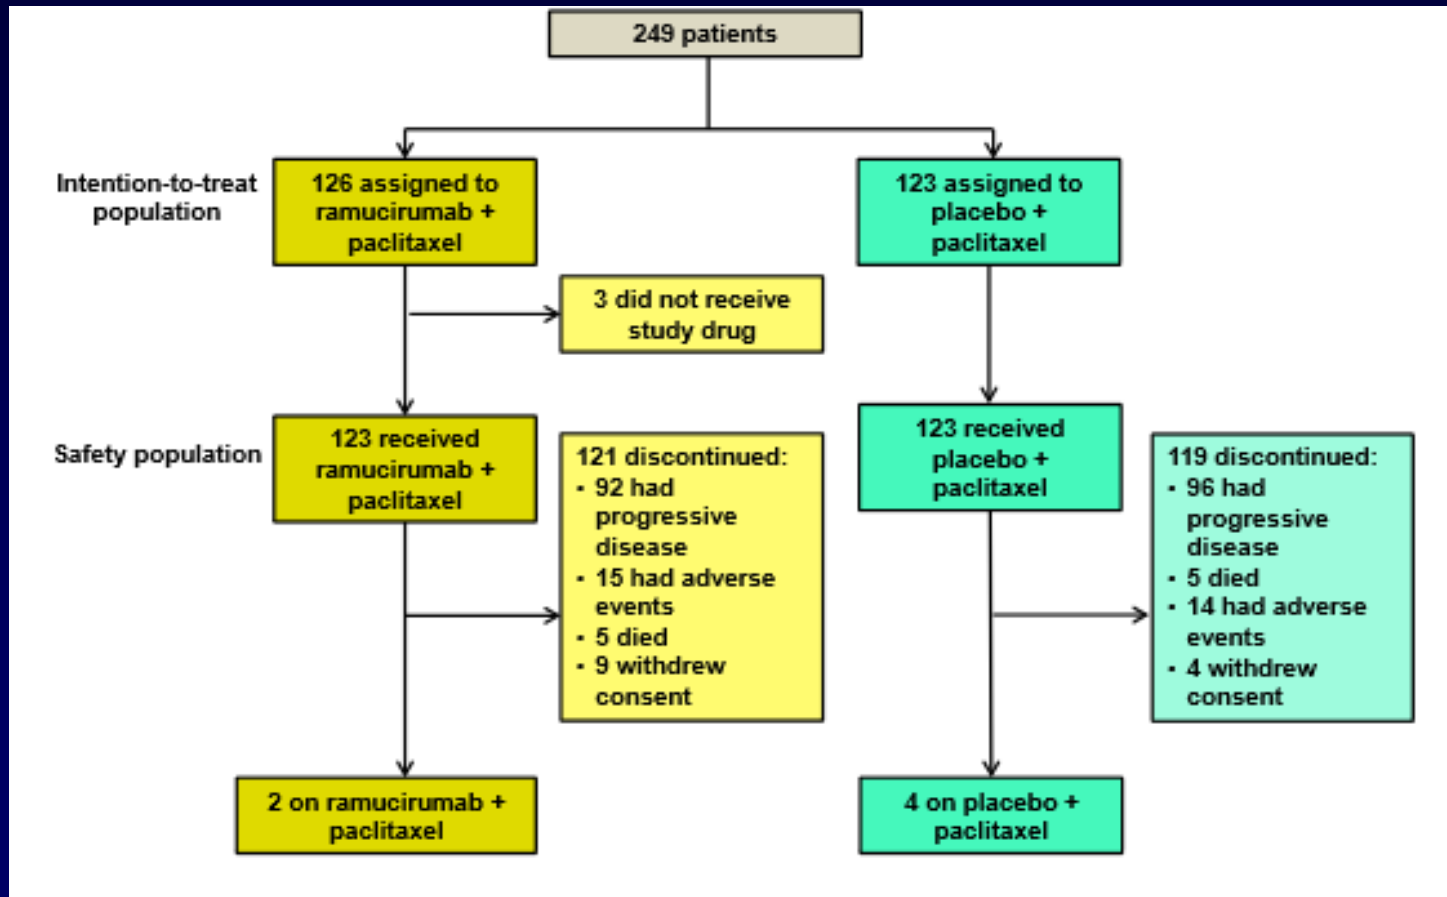 249 patients
Intention-to-treat
population
126 assigned to
ramucirumab +
paclitaxel
123 assigned to
placebo +
paclitaxel
3 did not receive
study drug
Safety population
123 received
ramucirumab +
paclitaxel
121 discontinued:
▪ 92 had
progressive
disease
▪ 15 had adverse
events
▪ 5 died
▪ 9 withdrew
consent
123 received
placebo +
paclitaxel
119 discontinued:
▪ 96 had
progressive
disease
▪ 5 died
▪ 14 had adverse
events
▪ 4 withdrew
consent
2 on ramucirumab +
paclitaxel
4 on placebo +
paclitaxel